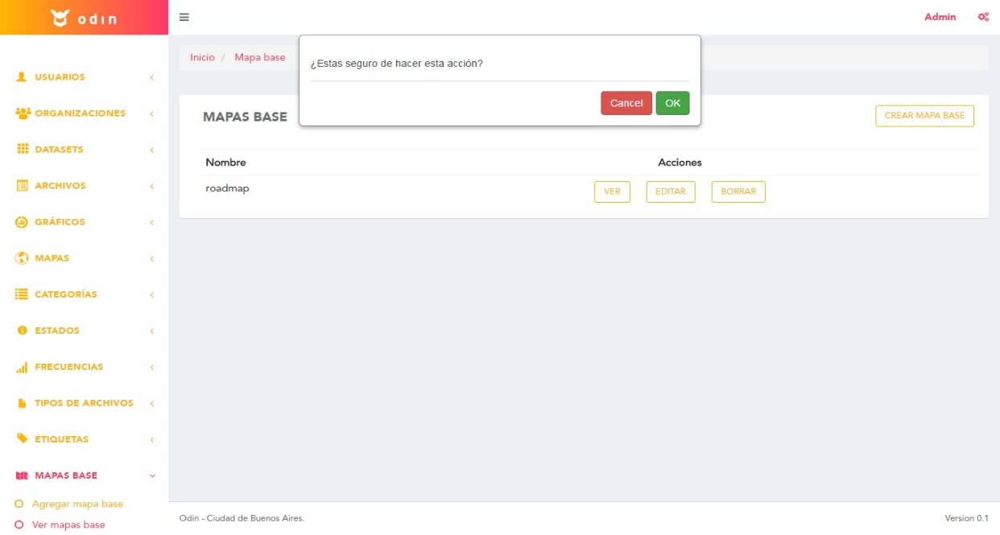 odin
Admin
Inicio / Mapa base
¿Estas seguro de hacer esta acción?
Cancel OK
USUARIOS
ORGANIZACIONES
DATASETS
ARCHIVOS
GRÁFICOS
MAPAS
CATEGORÍAS
ESTADOS
FRECUENCIAS
TIPOS DE ARCHIVOS
ETIQUETAS
MAPAS BASE
Agregar mapa base
Ver mapas base
MAPAS BASE
CREAR MAPA BASE
Nombre Acciones
roadmap VER EDITAR BORRAR
Odin - Ciudad de Buenos Aires. Version 0.1